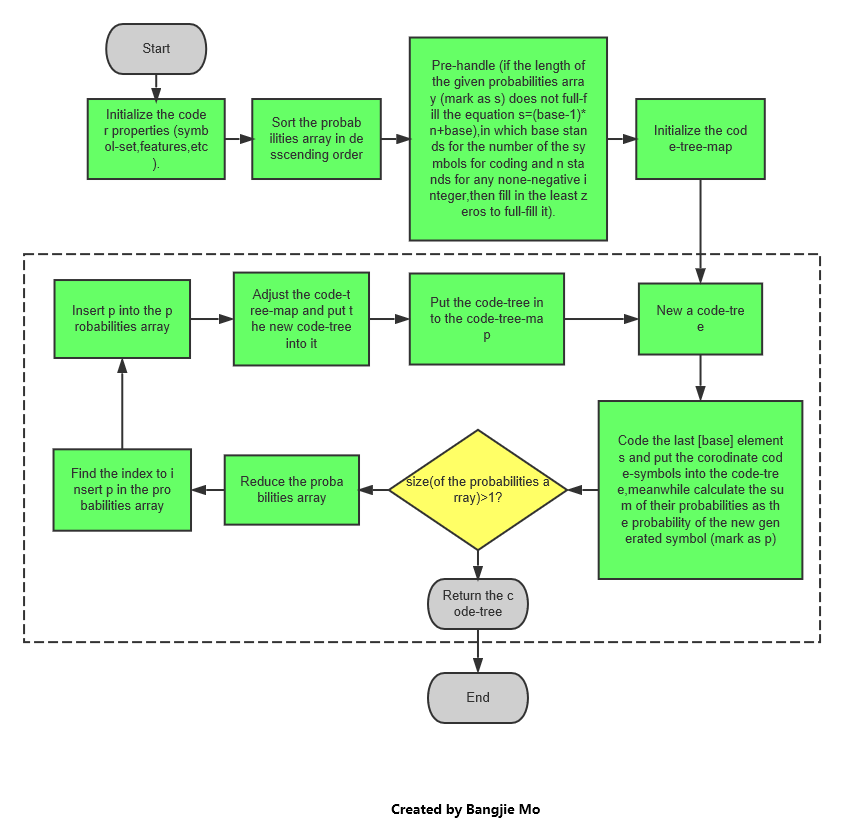 Start
Initialize the code
r properties (symb
ol-set,features,etc
).
Sort the probab
ilities array in de
sscending order
Pre-handle (if the length of
the given probabilities arra
y (mark as s) does not full-f
ill the equation s=(base-1)*
n+base),in which base stan
ds for the number of the sy
mbols for coding and n sta
nds for any none-negative i
nteger,then fill in the least z
eros to full-fill it).
Initialize the cod
e-tree-map
Insert p into the p
robabilities array
Adjust the code-t
ree-map and put t
he new code-tree
into it
Put the code-tree in
to the code-tree-ma
p
New a code-tre
e
Code the last [base] element
s and put the corodinate cod
e-symbols into the code-tre
e,meanwhile calculate the su
m of their probabilities as th
e probability of the new gen
erated symbol (mark as p)
size(of the probabilities a
rray)>1?
Reduce the proba
bilities array
Find the index to i
nsert p in the pro
babilities array
Return the c
ode-tree
End
Created by Bangjie Mo